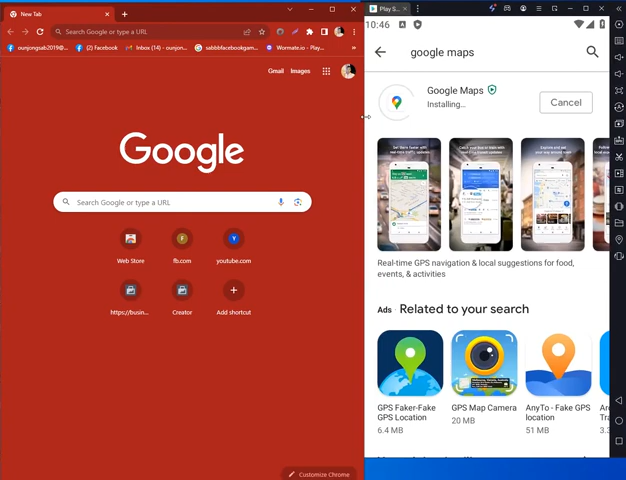 New Tab
Search Google or type a URL
ounjongsab2019@...
(2) Facebook
Inbox (14) - ounjon...
sabbbfacebookgam...
Wormate.io - Play...
Gmail
Images
Google
Search Google or type a URL
Web Store
fb.com
youtube.com
https://busin...
Creator
Add shortcut
Customize Chrome
Play S...
10:46
google maps
Google Maps
Installing...
Cancel
Real-time GPS navigation & local suggestions for food,
events, & activities
Ads · Related to your search
GPS Faker-Fake
GPS location
6.4 MB
GPS Map Camera
20 MB
AnyTo - Fake GPS
location
51 MB